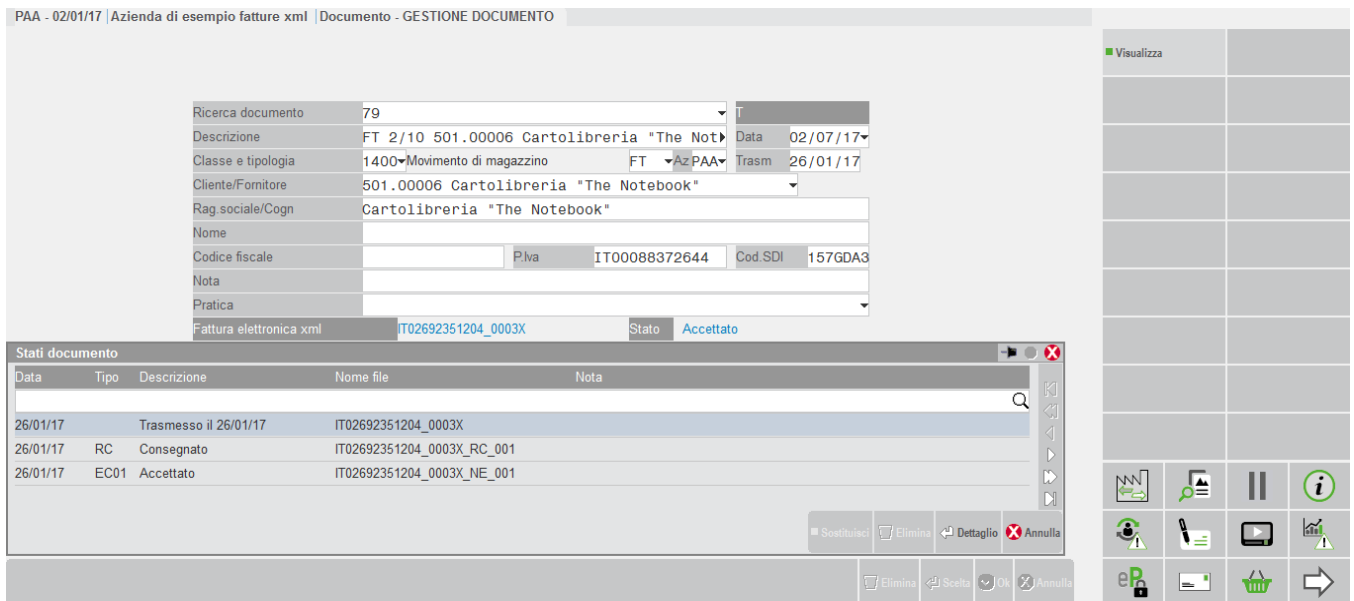 PAA - 02/01/17 | Azienda di esempio fatture xml | Documento - GESTIONE DOCUMENTO
Visualizza
Ricerca documento 79 T
Descrizione FT 2/10 501.00006 Cartolibreria "The Not Data 02/07/17
Classe e tipologia 1400 Movimento di magazzino FT Az PAA Trasm 26/01/17
Cliente/Fornitore 501.00006 Cartolibreria "The Notebook"
Rag.sociale/Cogn Cartolibreria "The Notebook"
Nome
Codice fiscale P.Iva IT00088372644 Cod.SDI 157GDA3
Nota
Pratica
Fattura elettronica xml IT02692351204_0003X Stato Accettato
Stati documento
Data Tipo Descrizione Nome file Nota
26/01/17 Trasmesso il 26/01/17 IT02692351204_0003X
26/01/17 RC Consegnato IT02692351204_0003X_RC_001
26/01/17 EC01 Accettato IT02692351204_0003X_NE_001
Sostituisci Elimina Dettaglio Annulla
Elimina Scelta Ok Annulla
eP